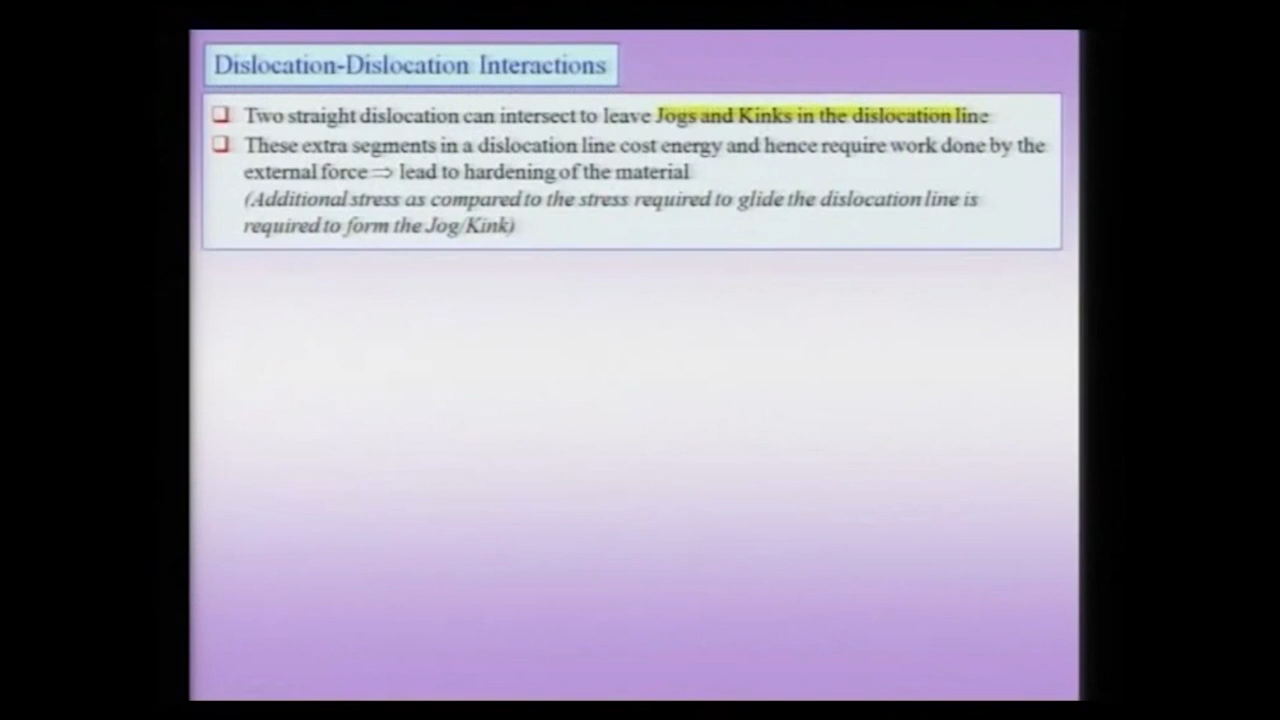 Dislocation-Dislocation Interactions
Two straight dislocation can intersect to leave Jogs and Kinks in the dislocation line
These extra segments in a dislocation line cost energy and hence require work done by the
external force ⇒ lead to hardening of the material
(Additional stress as compared to the stress required to glide the dislocation line is
required to form the Jog/Kink)